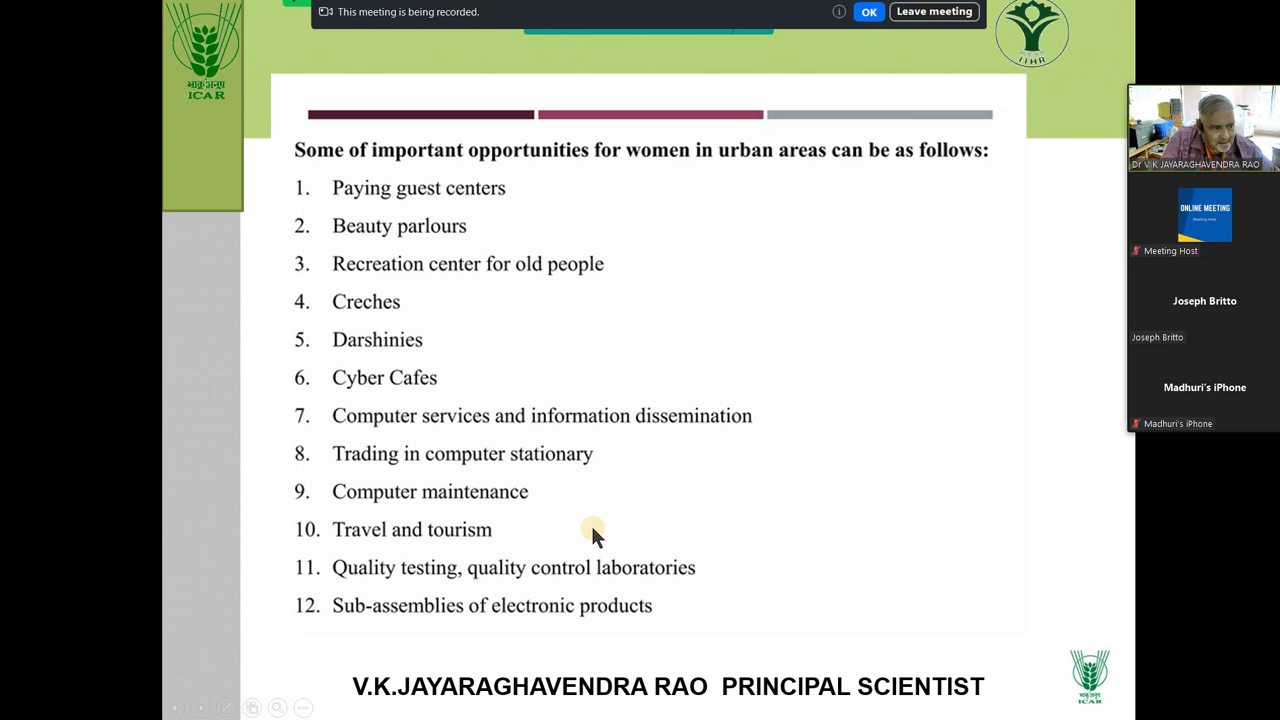 This meeting is being recorded.
OK
Leave meeting
भाकृअनुप
ICAR
IIHR
Some of important opportunities for women in urban areas can be as follows:
1. Paying guest centers
2. Beauty parlours
3. Recreation center for old people
4. Creches
5. Darshinies
6. Cyber Cafes
7. Computer services and information dissemination
8. Trading in computer stationary
9. Computer maintenance
10. Travel and tourism
11. Quality testing, quality control laboratories
12. Sub-assemblies of electronic products
V.K.JAYARAGHAVENDRA RAO PRINCIPAL SCIENTIST
भाकृअनुप
ICAR
Dr V K JAYARAGHAVENDRA RAO
ONLINE MEETING
Meeting Host
Meeting Host
Joseph Britto
Joseph Britto
Madhuri's iPhone
Madhuri's iPhone